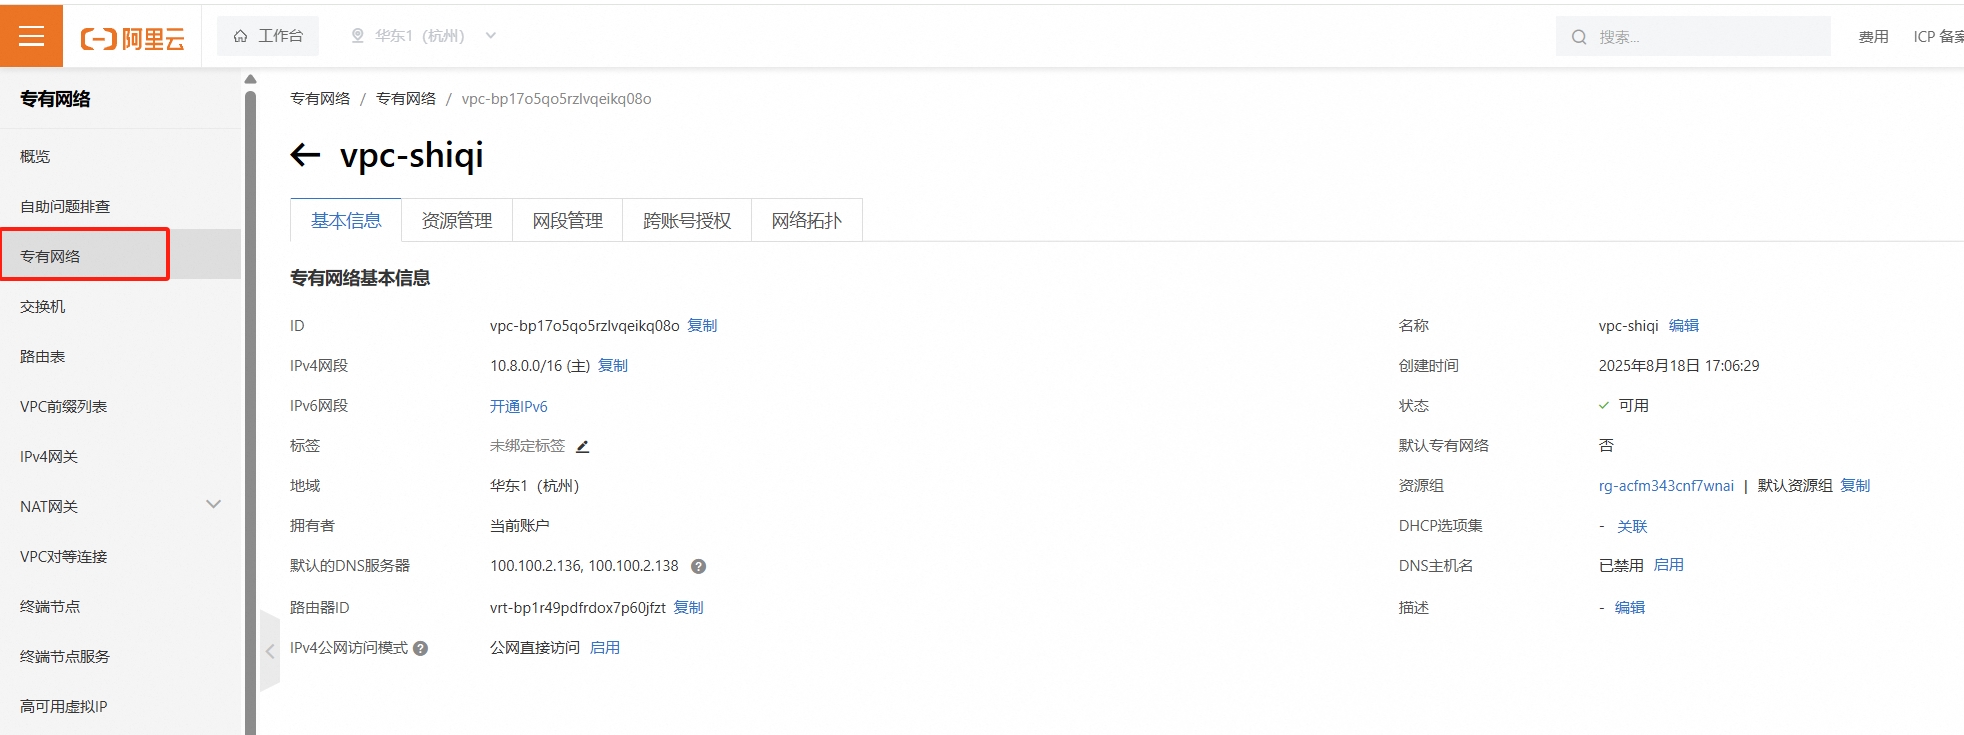 阿里云
工作台
华东1（杭州）
搜索...
费用
ICP 备案
专有网络
概览
自助问题排查
专有网络
交换机
路由表
VPC前缀列表
IPv4网关
NAT网关
VPC对等连接
终端节点
终端节点服务
高可用虚拟IP
专有网络 / 专有网络 / vpc-bp17o5qo5rzlvqeikq08o
← vpc-shiqi
基本信息 资源管理 网段管理 跨账号授权 网络拓扑
专有网络基本信息
ID vpc-bp17o5qo5rzlvqeikq08o 复制 名称 vpc-shiqi 编辑
IPv4网段 10.8.0.0/16 (主) 复制 创建时间 2025年8月18日 17:06:29
IPv6网段 开通IPv6 状态 可用
标签 未绑定标签 默认专有网络 否
地域 华东1（杭州） 资源组 rg-acfm343cnf7wnai | 默认资源组 复制
拥有者 当前账户 DHCP选项集 - 关联
默认的DNS服务器 100.100.2.136, 100.100.2.138 DNS主机名 已禁用 启用
路由器ID vrt-bp1r49pdfrdox7p60jfzt 复制 描述 - 编辑
IPv4公网访问模式 公网直接访问 启用